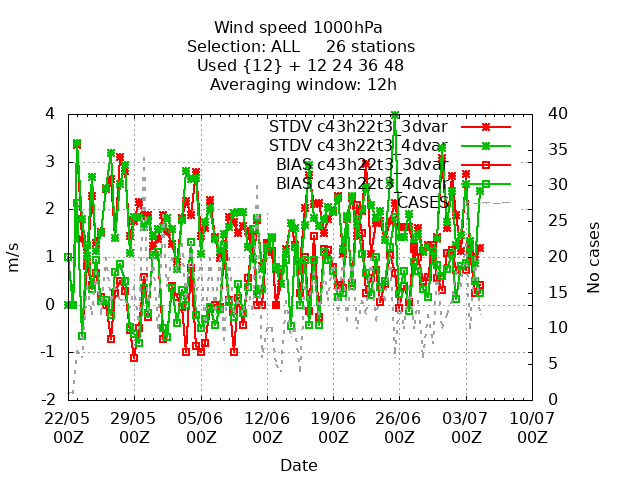 Wind speed 1000hPa
Selection: ALL     26 stations
Used {12} + 12 24 36 48
Averaging window: 12h
STDV c43h22t3_3dvar
STDV c43h22t3_4dvar
BIAS c43h22t3_3dvar
BIAS c43h22t3_4dvar
CASES
m/s
4
3
2
1
0
-1
-2
No cases
40
35
30
25
20
15
10
5
0
22/05 29/05 05/06 12/06 19/06 26/06 03/07 10/07
00Z 00Z 00Z 00Z 00Z 00Z 00Z 00Z
Date